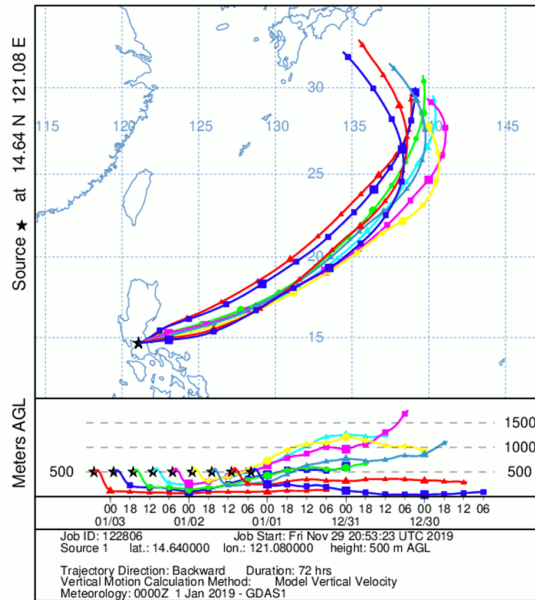 Source ★ at 14.64 N 121.08 E
30
25
20
15
115 120 125 130 135 140 145
Meters AGL
1500
1000
500 500
00 18 12 06 00 18 12 06 00 18 12 06 00 18 12 06 00 18 12 06
01/03 01/02 01/01 12/31 12/30
Job ID: 122806 Job Start: Fri Nov 29 20:53:23 UTC 2019
Source 1 lat.: 14.640000 lon.: 121.080000 height: 500 m AGL
Trajectory Direction: Backward Duration: 72 hrs
Vertical Motion Calculation Method: Model Vertical Velocity
Meteorology: 0000Z 1 Jan 2019 - GDAS1